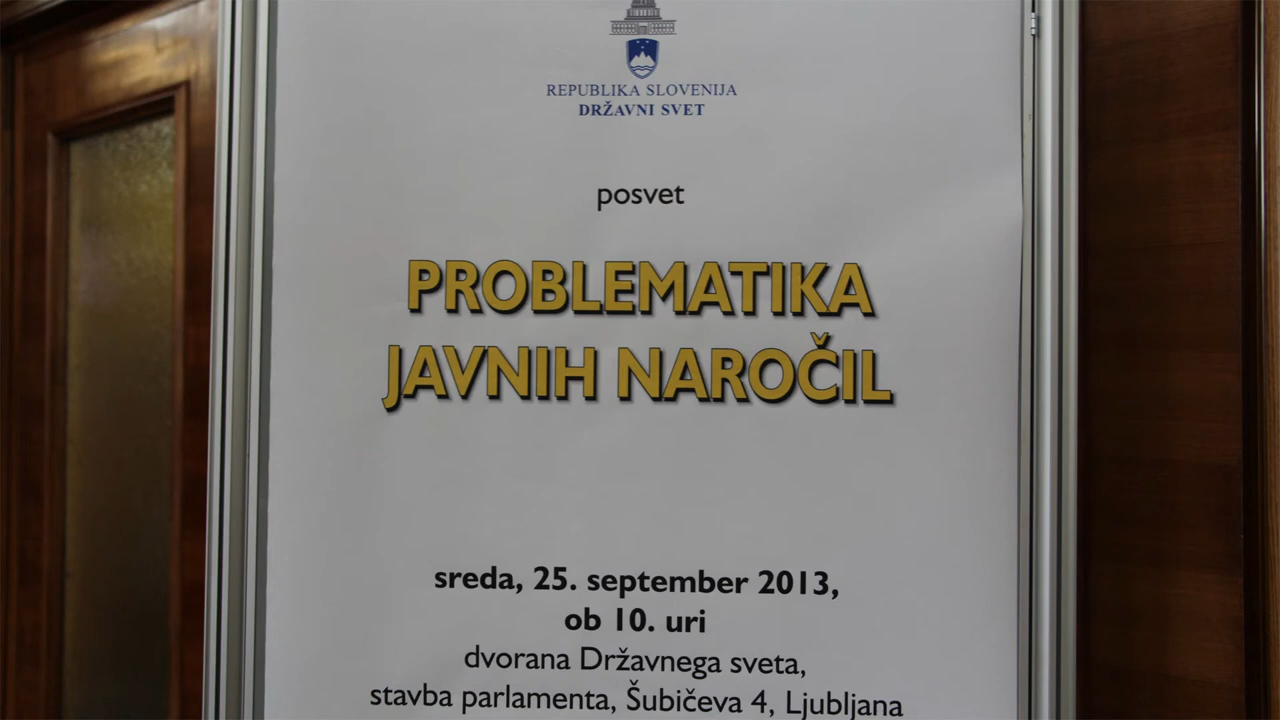 REPUBLIKA SLOVENIJA
DRŽAVNI SVET
posvet
PROBLEMATIKA
JAVNIH NAROČIL
sreda, 25. september 2013,
ob 10. uri
dvorana Državnega sveta,
stavba parlamenta, Šubičeva 4, Ljubljana